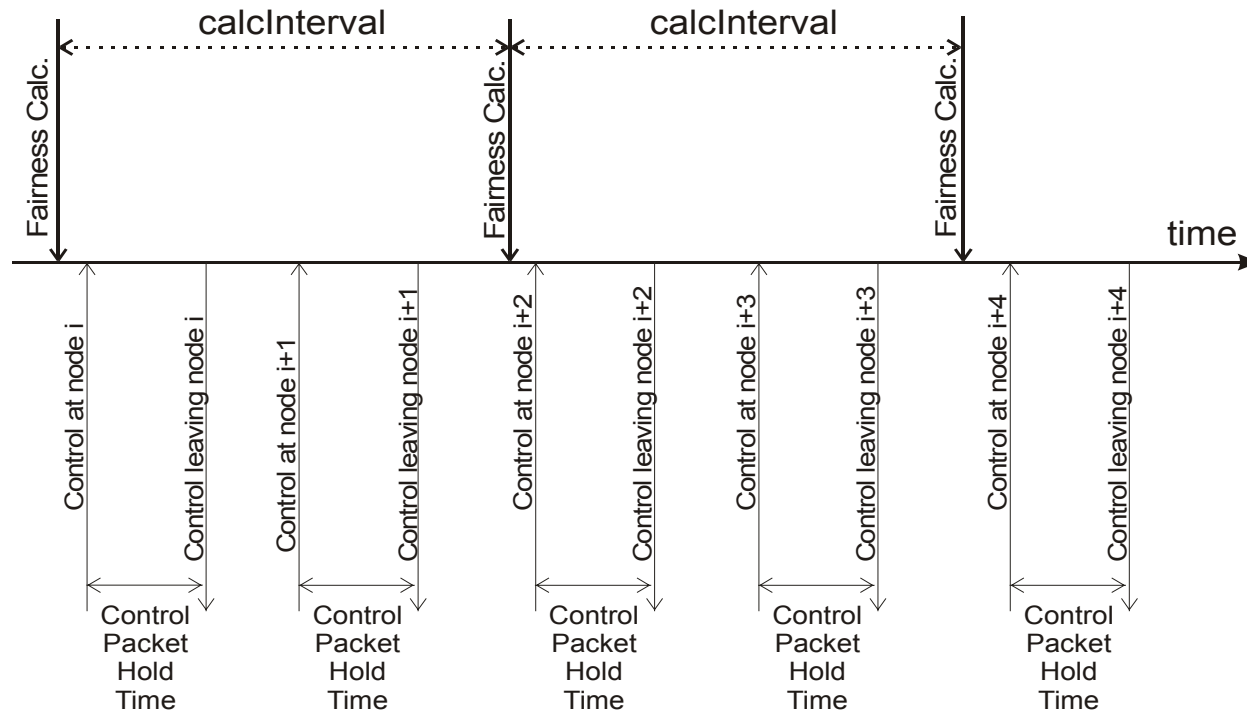 calcInterval
calcInterval
Fairness Calc.
Fairness Calc.
Fairness Calc.
time
Control at node i
Control leaving node i
Control at node i+1
Control leaving node i+1
Control at node i+2
Control leaving node i+2
Control at node i+3
Control leaving node i+3
Control at node i+4
Control leaving node i+4
Control
Packet
Hold
Time
Control
Packet
Hold
Time
Control
Packet
Hold
Time
Control
Packet
Hold
Time
Control
Packet
Hold
Time